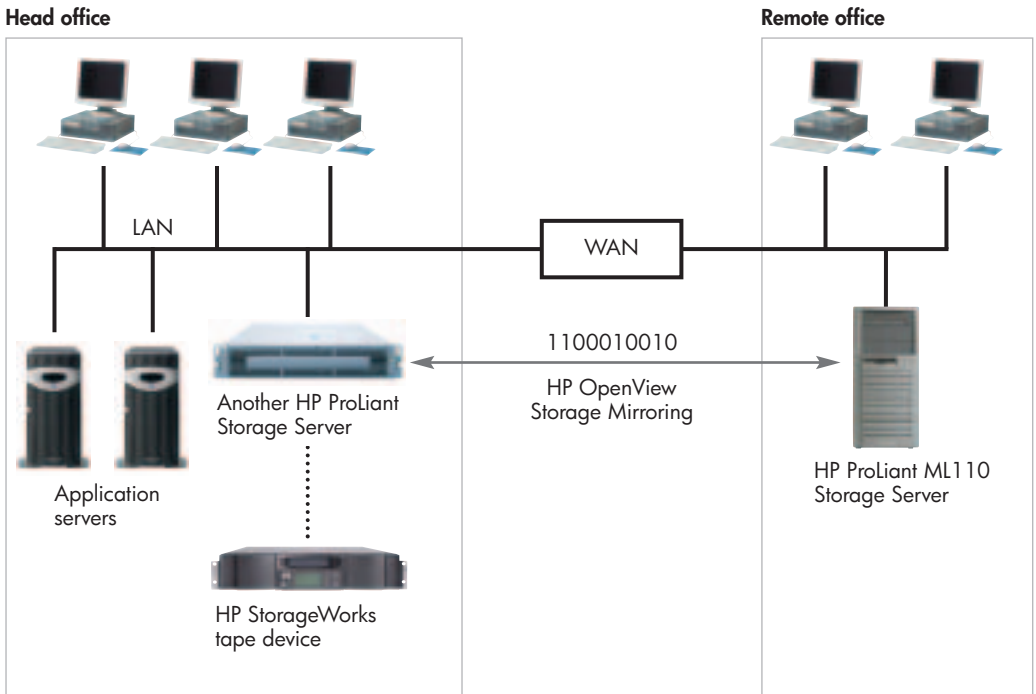 Head office
Remote office
LAN
WAN
1100010010
HP OpenView
Storage Mirroring
Another HP ProLiant
Storage Server
HP ProLiant ML110
Storage Server
Application
servers
HP StorageWorks
tape device